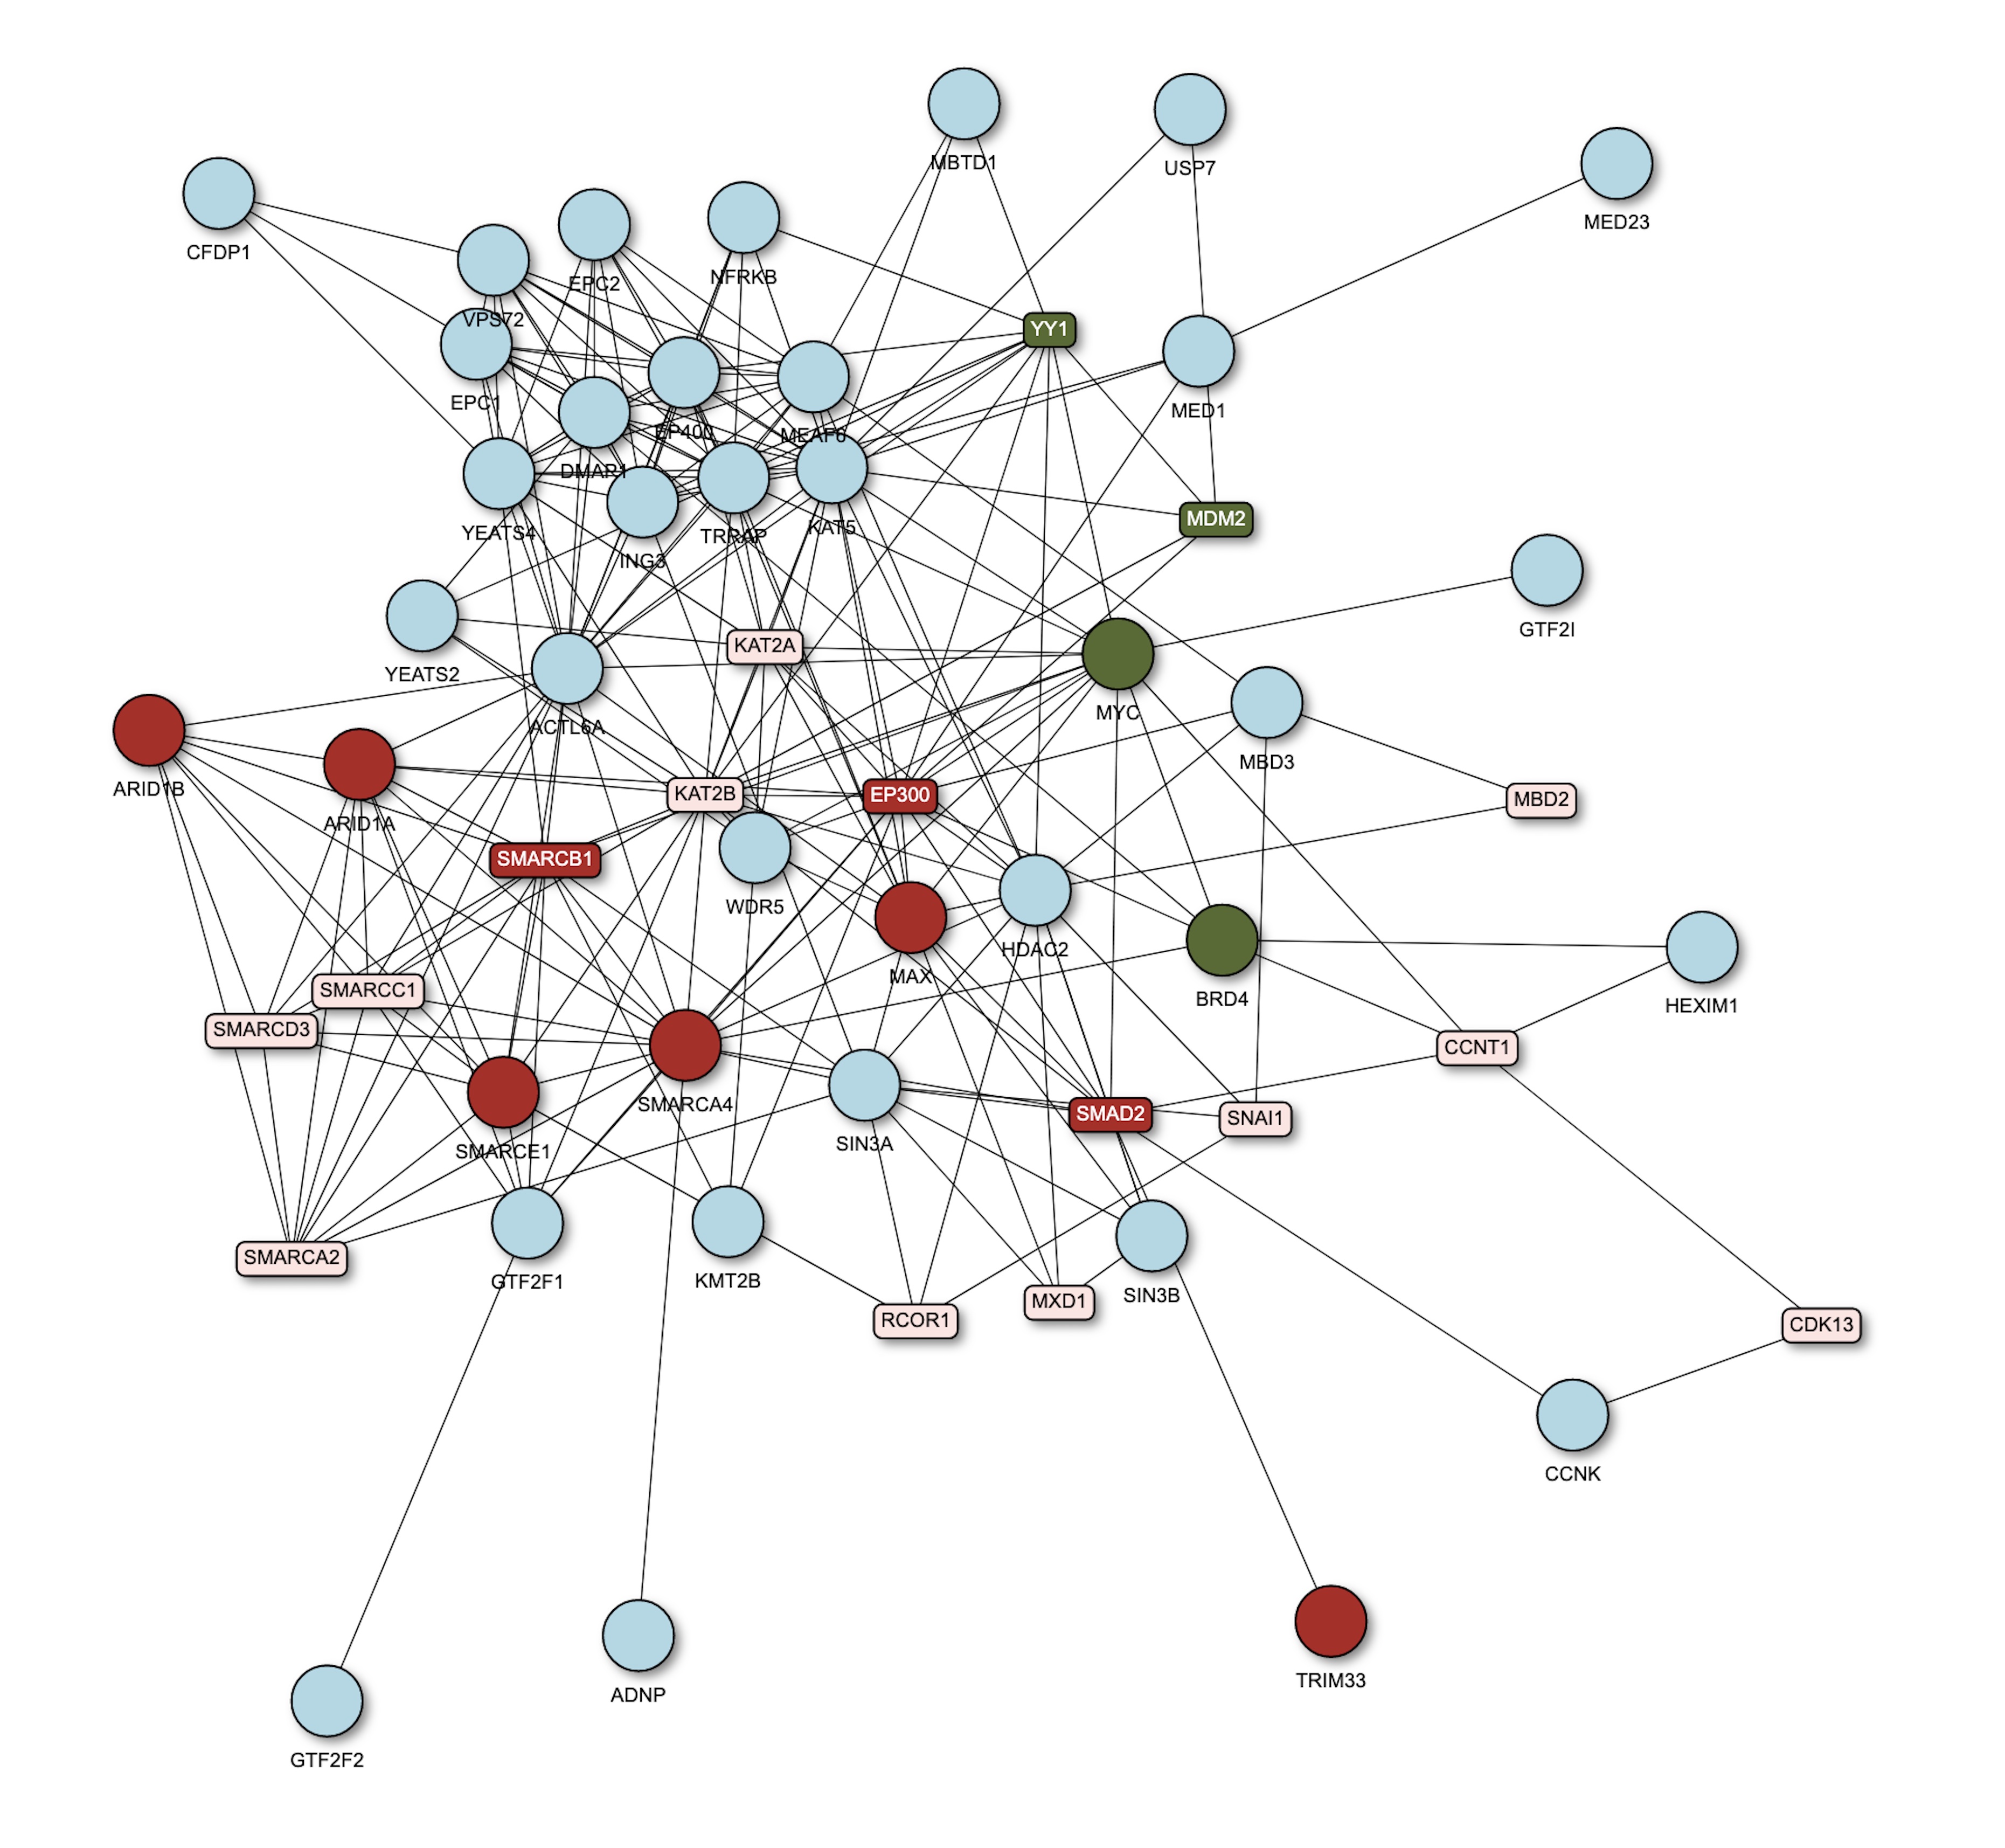 MBTD1
USP7
MED23
CFDP1
EPC2
NFRKB
VPS72
YY1
EPC1
MED1
EP400
MEAF6
DMAP1
YEATS4
TRRAP
KAT5
MDM2
ING3
GTF2I
KAT2A
YEATS2
MYC
ACTL6A
MBD3
ARID1B
KAT2B
EP300
MBD2
ARID1A
SMARCB1
WDR5
HDAC2
MAX
SMARCC1
BRD4
HEXIM1
SMARCD3
CCNT1
SMARCA4
SMAD2
SNAI1
SIN3A
SMARCE1
SMARCA2
GTF2F1
KMT2B
SIN3B
MXD1
RCOR1
CDK13
CCNK
TRIM33
ADNP
GTF2F2